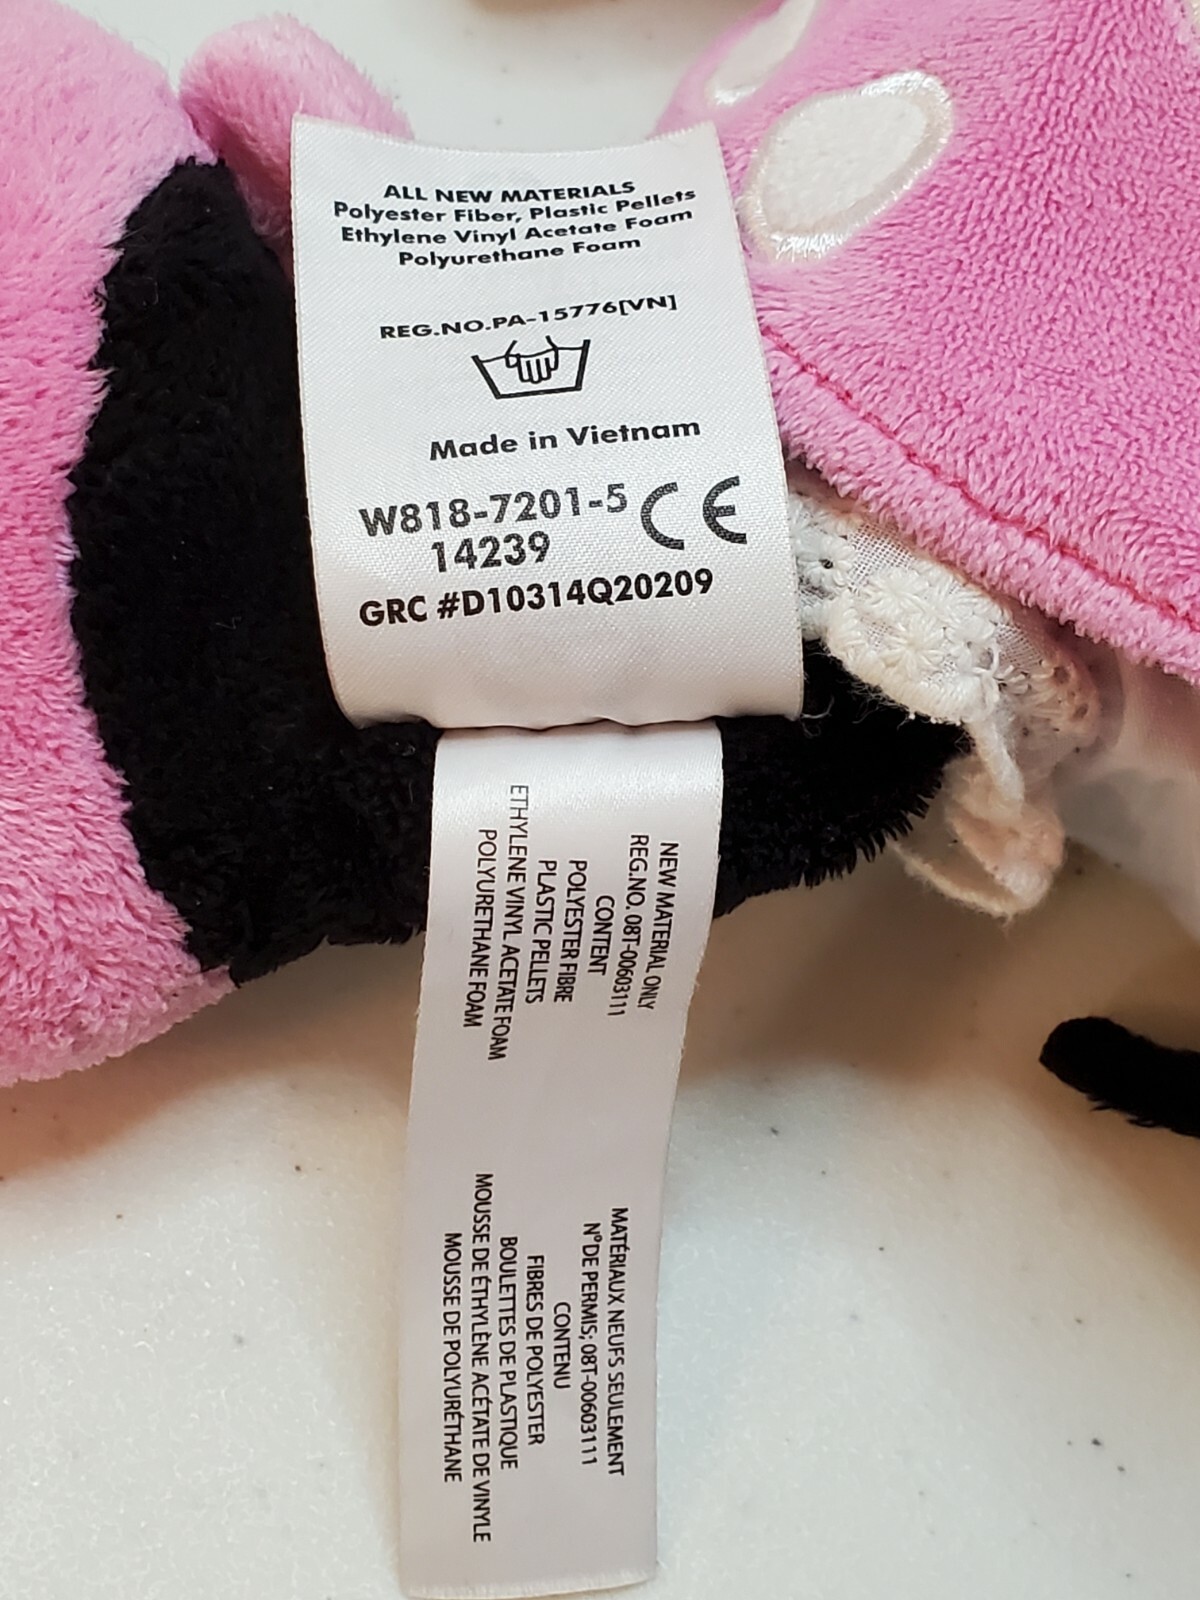 ALL NEW MATERIALS
Polyester Fiber, Plastic Pellets
Ethylene Vinyl Acetate Foam
Polyurethane Foam
REG.NO.PA-15776[VN]
Made in Vietnam
W818-7201-5 CE
14239
GRC #D10314Q20209
NEW MATERIAL ONLY
REG.NO. 08T-00603111
CONTENT
POLYESTER FIBRE
PLASTIC PELLETS
ETHYLENE VINYL ACETATE FOAM
POLYURETHANE FOAM
MATÉRIAUX NEUFS SEULEMENT
N°DE PERMIS; 08T-00603111
CONTENU
FIBRES DE POLYESTER
BOULETTES DE PLASTIQUE
MOUSSE DE ÉTHYLÈNE ACÉTATE DE VINYLE
MOUSSE DE POLYURÉTHANE